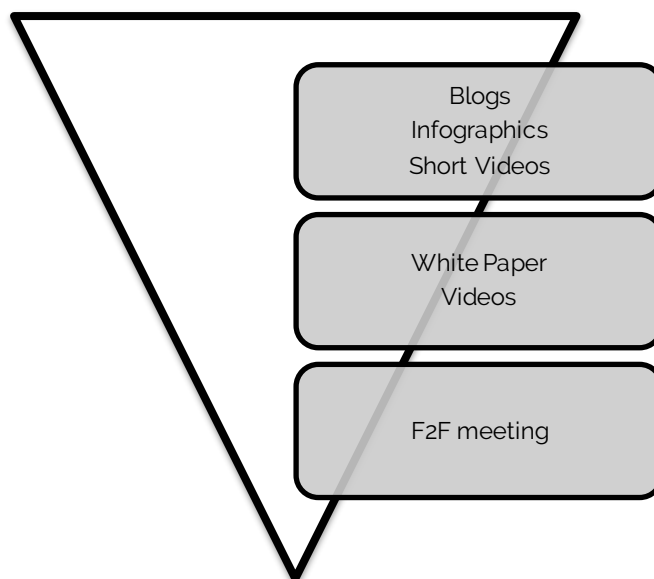 Blogs
Infographics
Short Videos
White Paper
Videos
F2F meeting